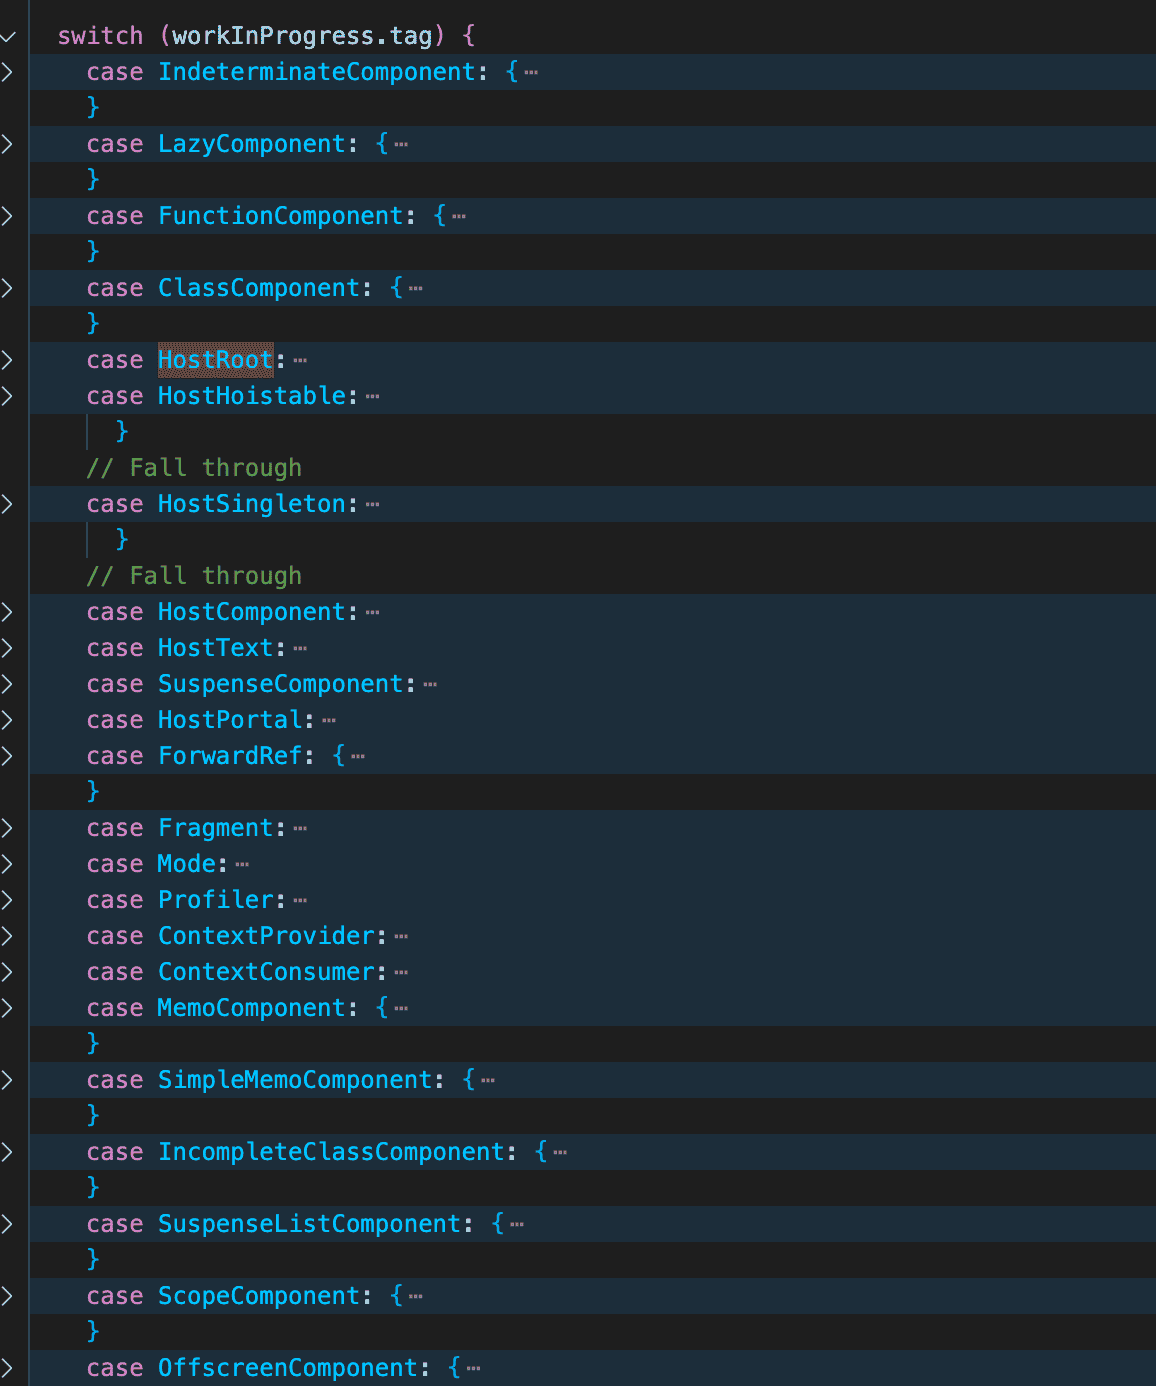 switch (workInProgress.tag) {
case IndeterminateComponent: {⋯
}
case LazyComponent: {⋯
}
case FunctionComponent: {⋯
}
case ClassComponent: {⋯
}
case HostRoot:⋯
case HostHoistable:⋯
}
// Fall through
case HostSingleton:⋯
}
// Fall through
case HostComponent:⋯
case HostText:⋯
case SuspenseComponent:⋯
case HostPortal:⋯
case ForwardRef: {⋯
}
case Fragment:⋯
case Mode:⋯
case Profiler:⋯
case ContextProvider:⋯
case ContextConsumer:⋯
case MemoComponent: {⋯
}
case SimpleMemoComponent: {⋯
}
case IncompleteClassComponent: {⋯
}
case SuspenseListComponent: {⋯
}
case ScopeComponent: {⋯
}
case OffscreenComponent: {⋯